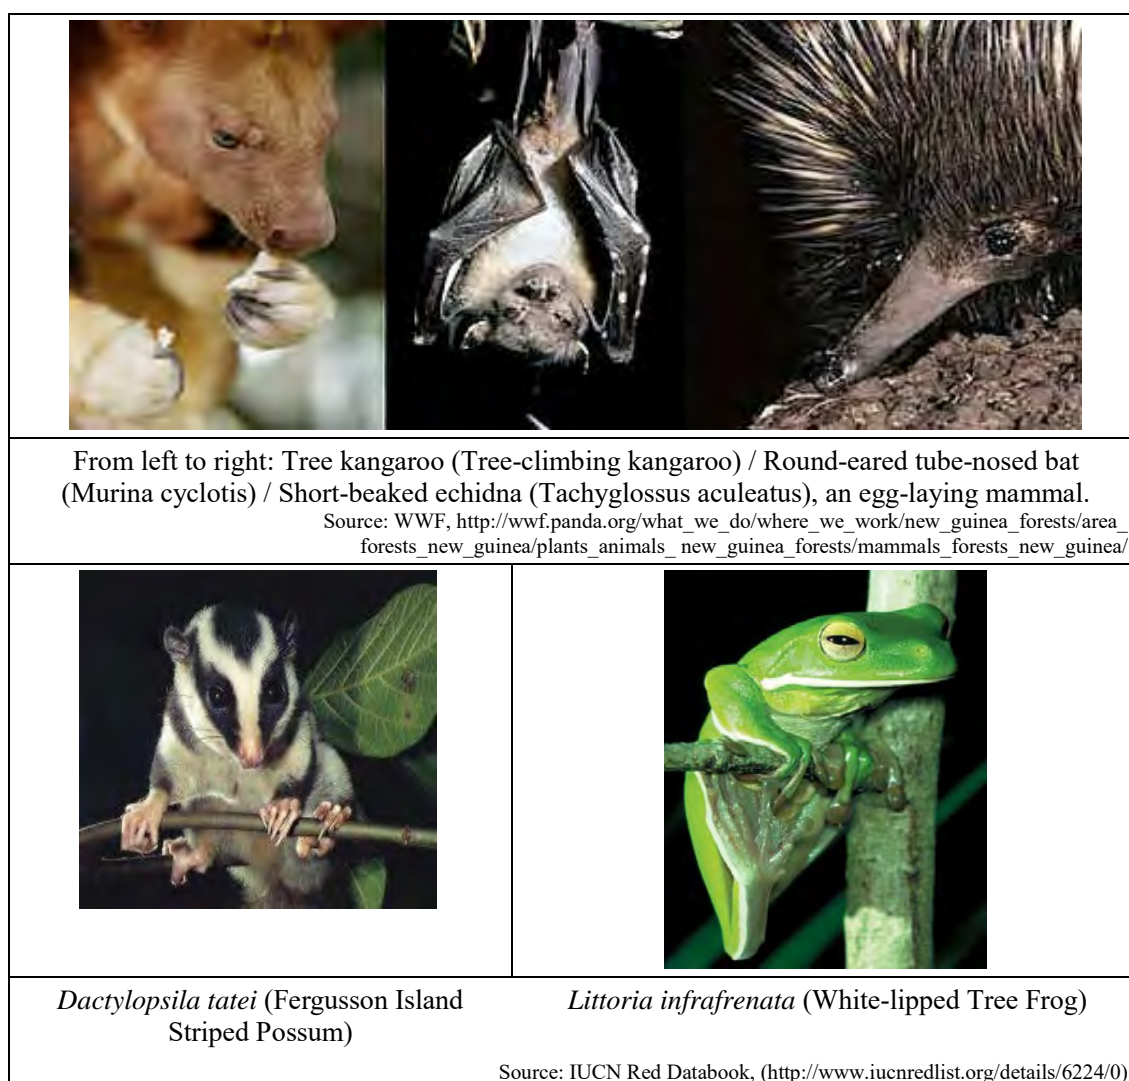 From left to right: Tree kangaroo (Tree-climbing kangaroo) / Round-eared tube-nosed bat
(Murina cyclotis) / Short-beaked echidna (Tachyglossus aculeatus), an egg-laying mammal.
Source: WWF, http://wwf.panda.org/what_we_do/where_we_work/new_guinea_forests/area_
forests_new_guinea/plants_animals_ new_guinea_forests/mammals_forests_new_guinea/
Dactylopsila tatei (Fergusson Island
Striped Possum)
Littoria infrafrenata (White-lipped Tree Frog)
Source: IUCN Red Databook, (http://www.iucnredlist.org/details/6224/0)